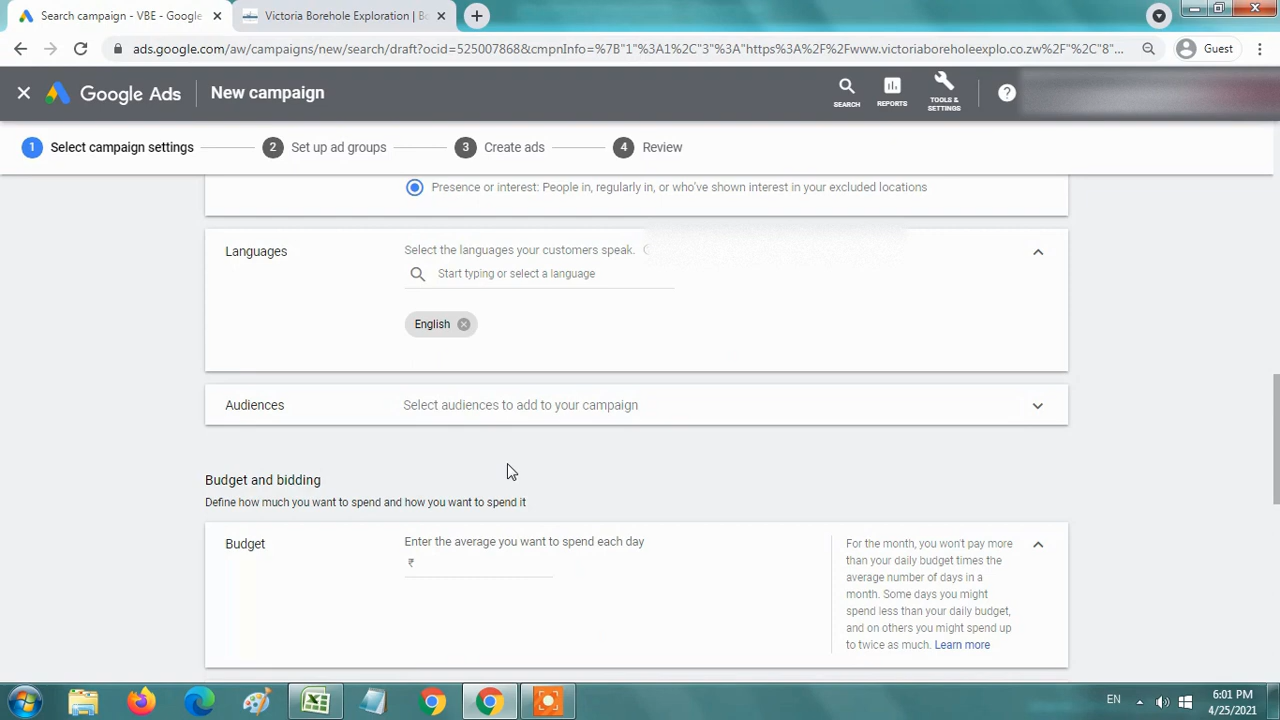 Search campaign - VBE - Google
Victoria Borehole Exploration | B
ads.google.com/aw/campaigns/new/search/draft?ocid=525007868&cmpnInfo=%7B"1"%3A1%2C"3"%3A"https%3A%2F%2Fwww.victoriaboreholeexplo.co.zw%2F"%2C"8"...
Guest
Google Ads
New campaign
SEARCH
REPORTS
TOOLS &
SETTINGS
1 Select campaign settings
2 Set up ad groups
3 Create ads
4 Review
Presence or interest: People in, regularly in, or who've shown interest in your excluded locations
Languages
Select the languages your customers speak.
Start typing or select a language
English
Audiences
Select audiences to add to your campaign
Budget and bidding
Define how much you want to spend and how you want to spend it
Budget
Enter the average you want to spend each day
₹
For the month, you won't pay more
than your daily budget times the
average number of days in a
month. Some days you might
spend less than your daily budget,
and on others you might spend up
to twice as much. Learn more
EN
6:01 PM
4/25/2021